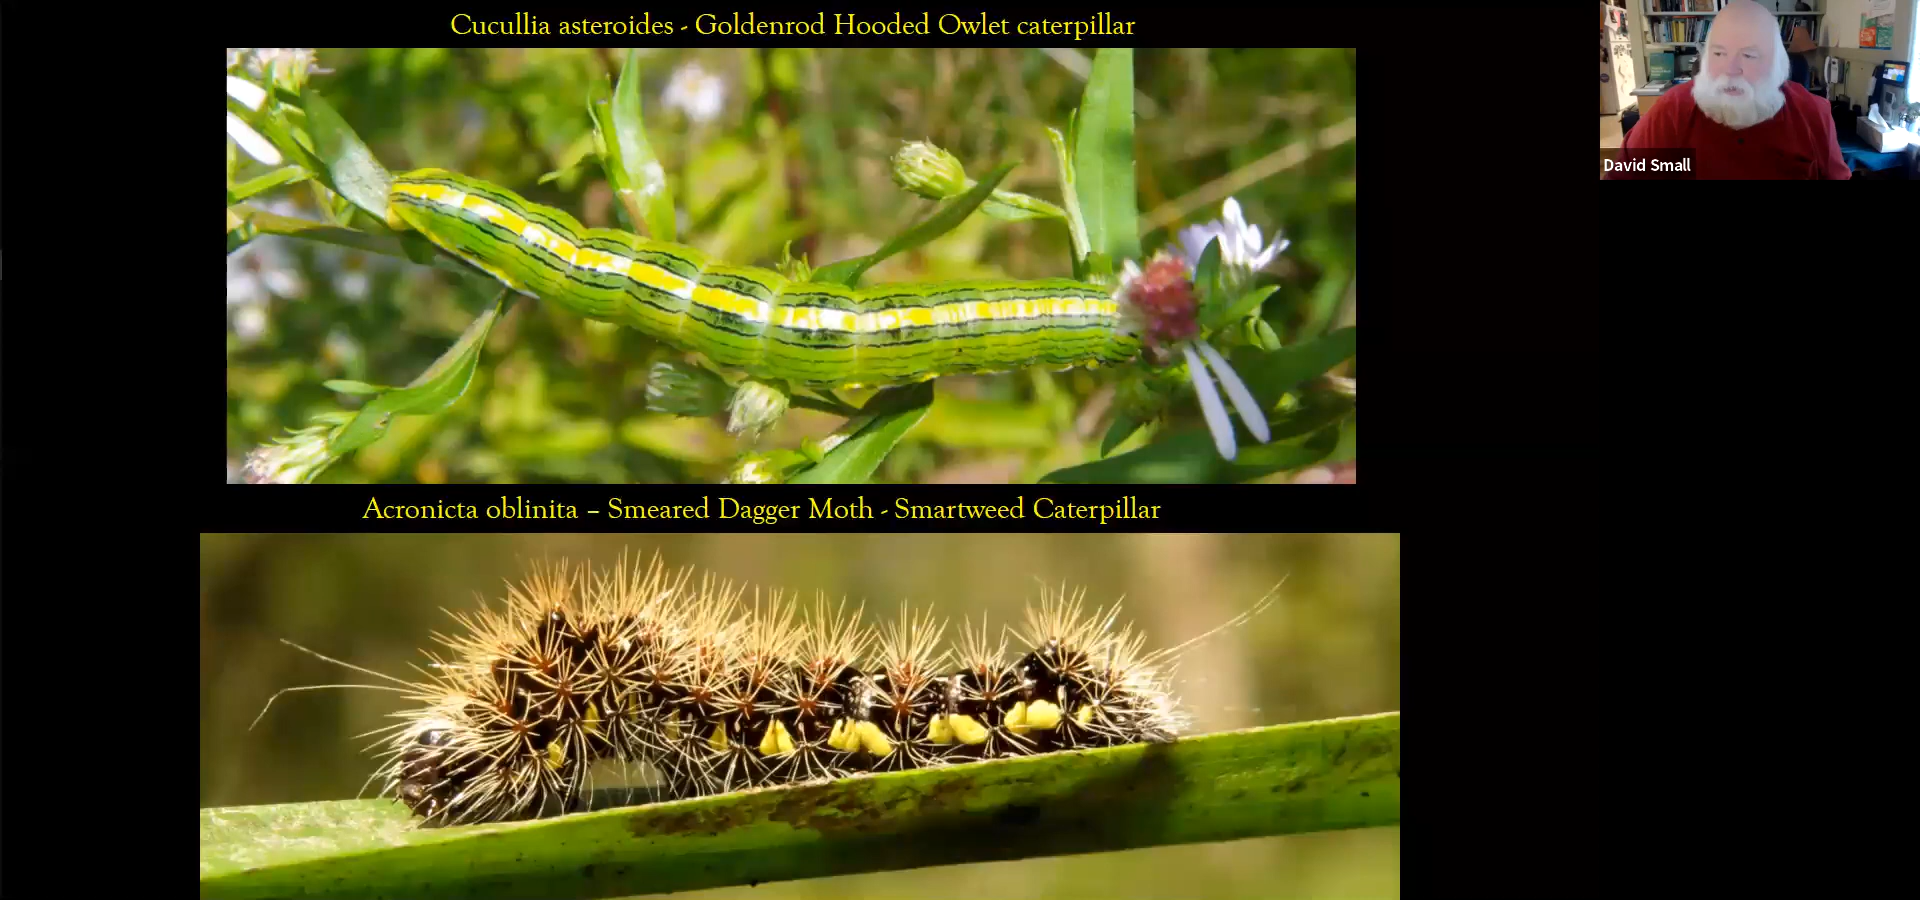 Cucullia asteroides - Goldenrod Hooded Owlet caterpillar
David Small
Acronicta oblinita – Smeared Dagger Moth - Smartweed Caterpillar